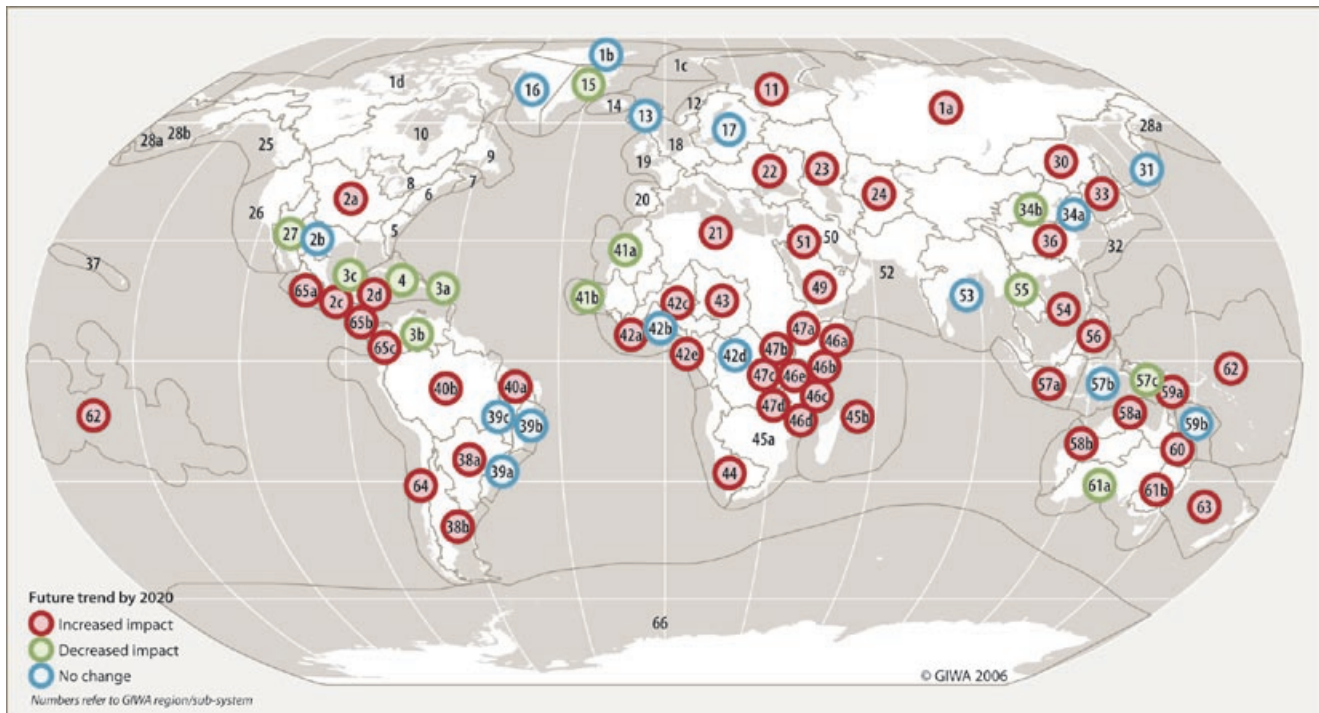 1b
1c
1d
16
15
14
11
12
1a
13
17
28a
28b
28a
10
25
18
9
19
30
31
22
23
8
7
6
24
33
2a
20
26
34b
34a
5
27
2b
21
51
50
36
32
41a
37
52
3c
4
3a
49
53
55
65a
2c
2d
41b
42c
43
54
65b
3b
42a
42b
47a
46a
56
65c
42e
42d
47b
47c
46e
46b
62
40b
40a
57a
57b
57c
59a
46c
62
39c
39b
47d
46d
45b
58a
59b
45a
58b
60
38a
39a
44
64
61a
61b
63
38b
Future trend by 2020
Increased impact
Decreased impact
No change
Numbers refer to GIWA region/sub-system
66
© GIWA 2006